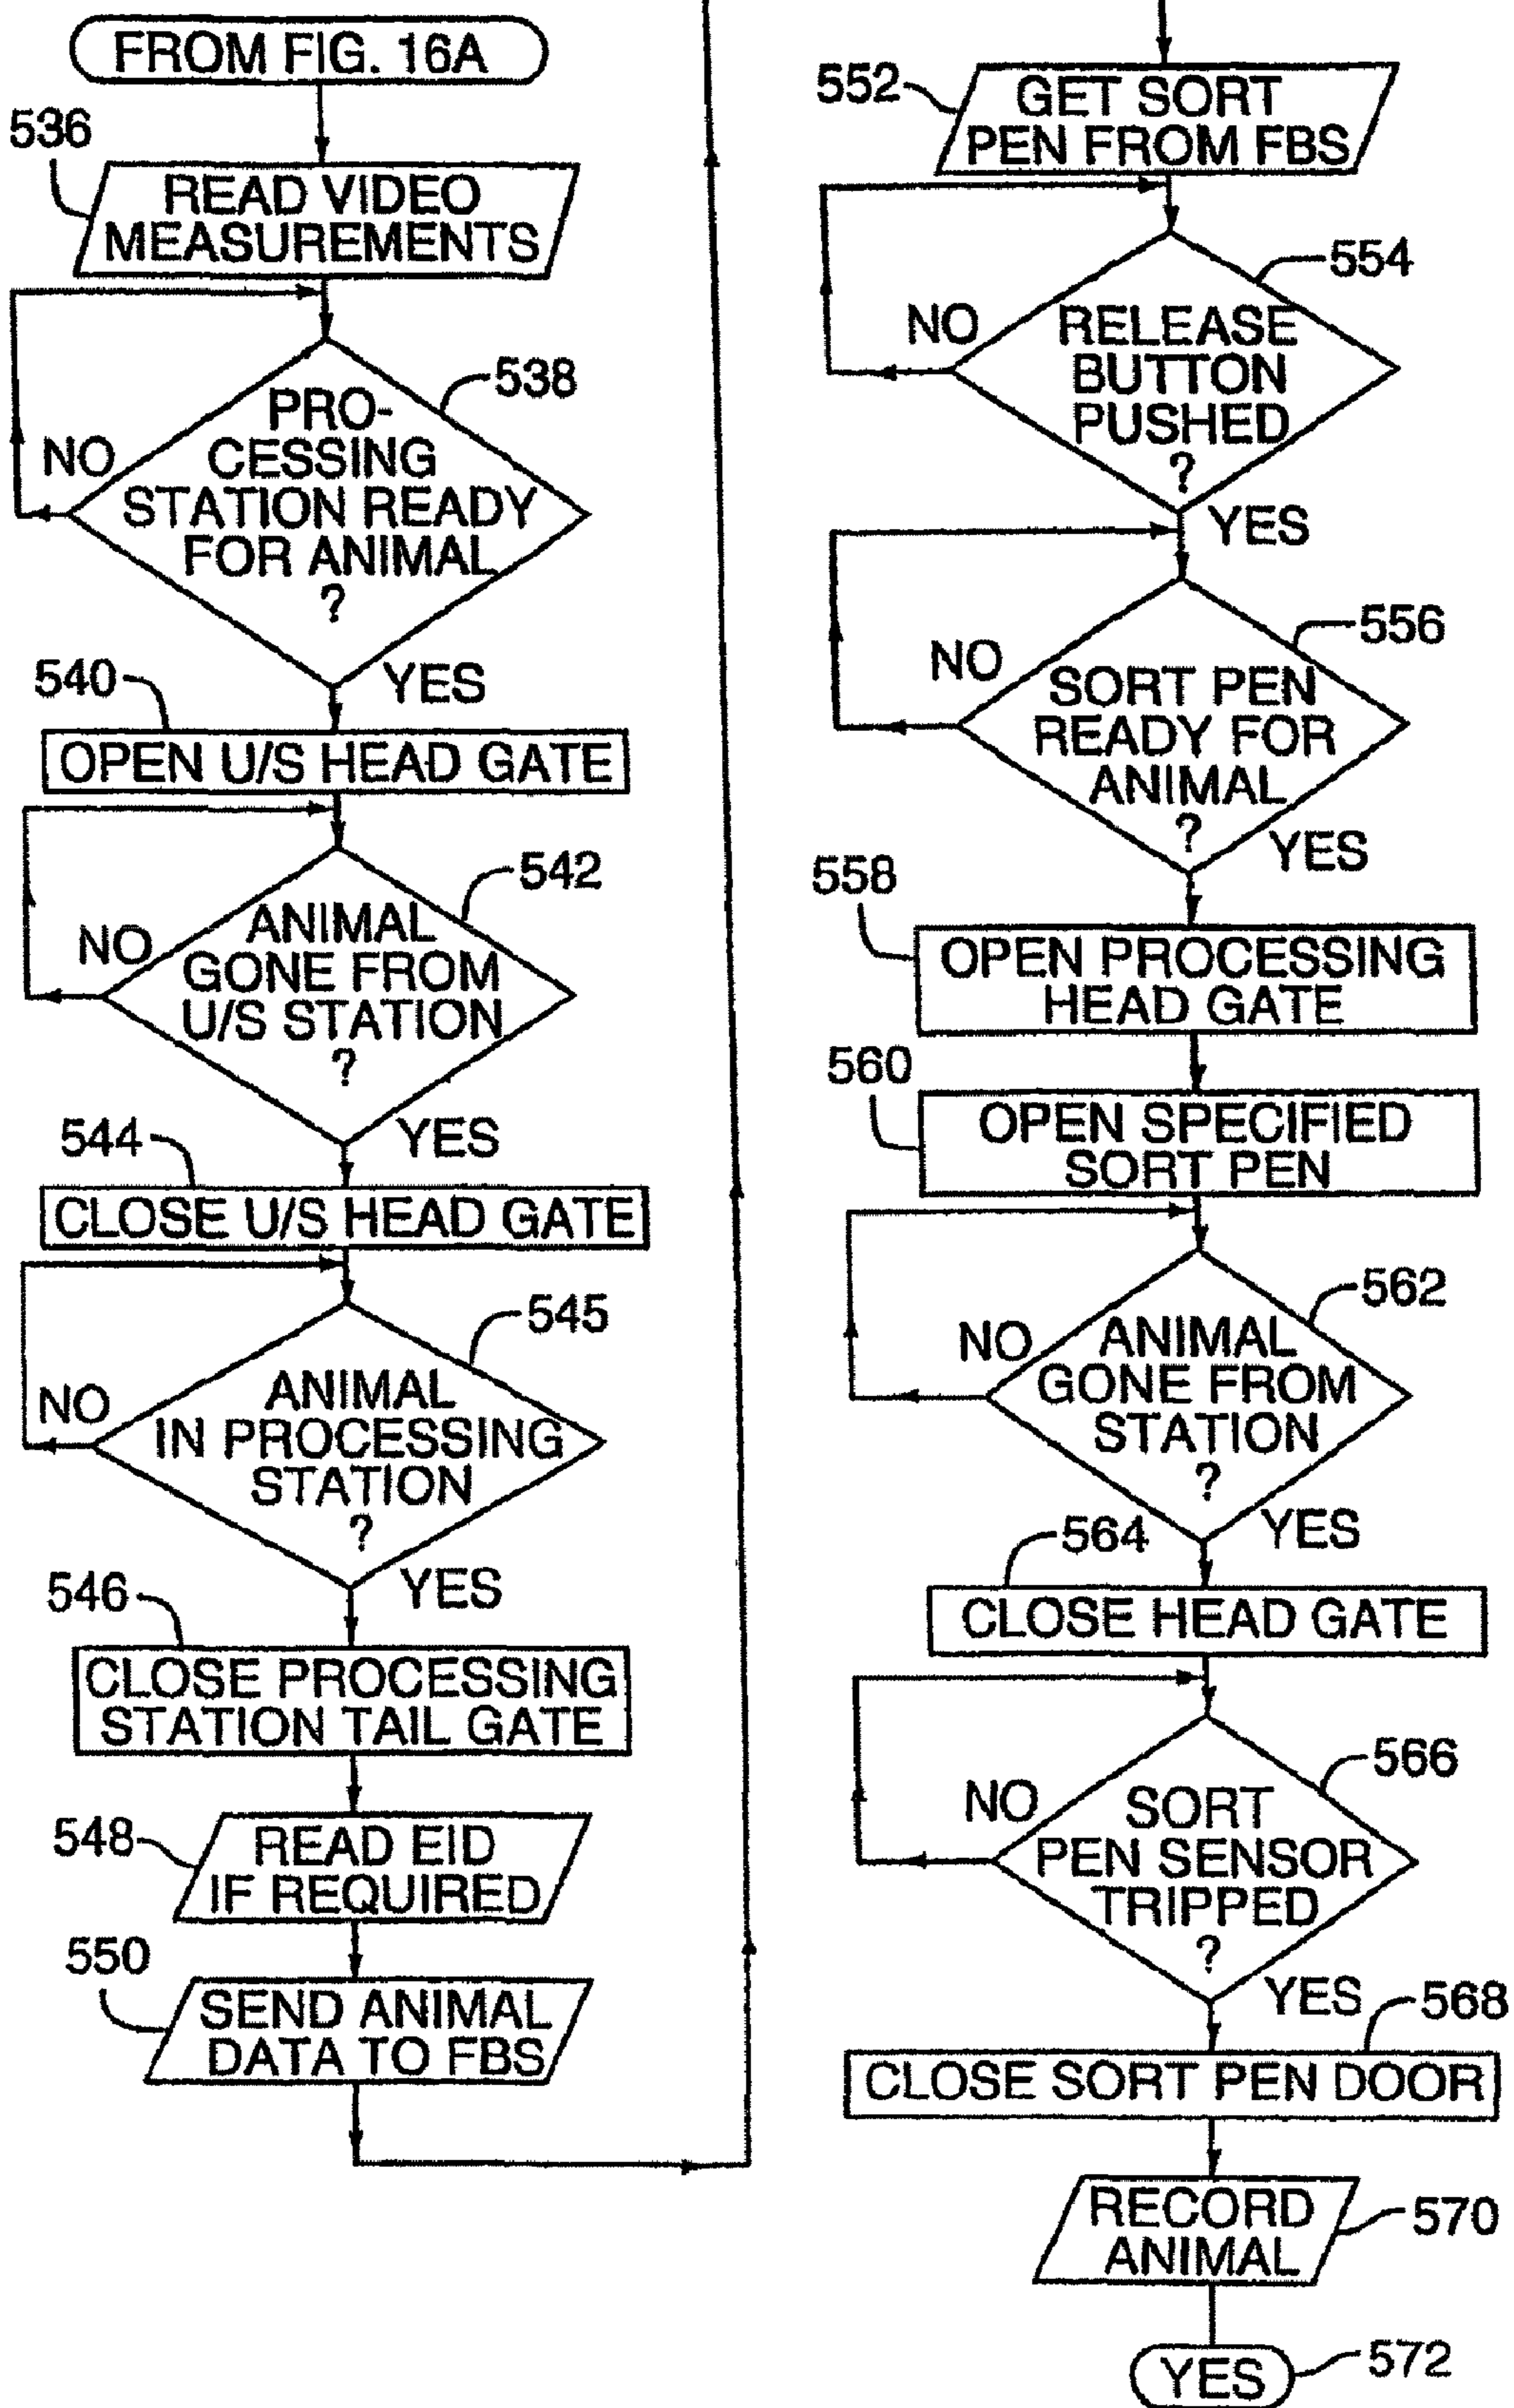 FROM FIG. 16A
536
READ VIDEO
MEASUREMENTS
538
PRO-
CESSING
STATION READY
FOR ANIMAL
?
NO
YES
540
OPEN U/S HEAD GATE
542
ANIMAL
GONE FROM
U/S STATION
?
NO
YES
544
CLOSE U/S HEAD GATE
545
ANIMAL
IN PROCESSING
STATION
?
NO
YES
546
CLOSE PROCESSING
STATION TAIL GATE
548
READ EID
IF REQUIRED
550
SEND ANIMAL
DATA TO FBS
552
GET SORT
PEN FROM FBS
554
RELEASE
BUTTON
PUSHED
?
NO
YES
556
SORT PEN
READY FOR
ANIMAL
?
NO
YES
558
OPEN PROCESSING
HEAD GATE
560
OPEN SPECIFIED
SORT PEN
562
ANIMAL
GONE FROM
STATION
?
NO
YES
564
CLOSE HEAD GATE
566
SORT
PEN SENSOR
TRIPPED
?
NO
YES
568
CLOSE SORT PEN DOOR
RECORD
ANIMAL
570
YES
572